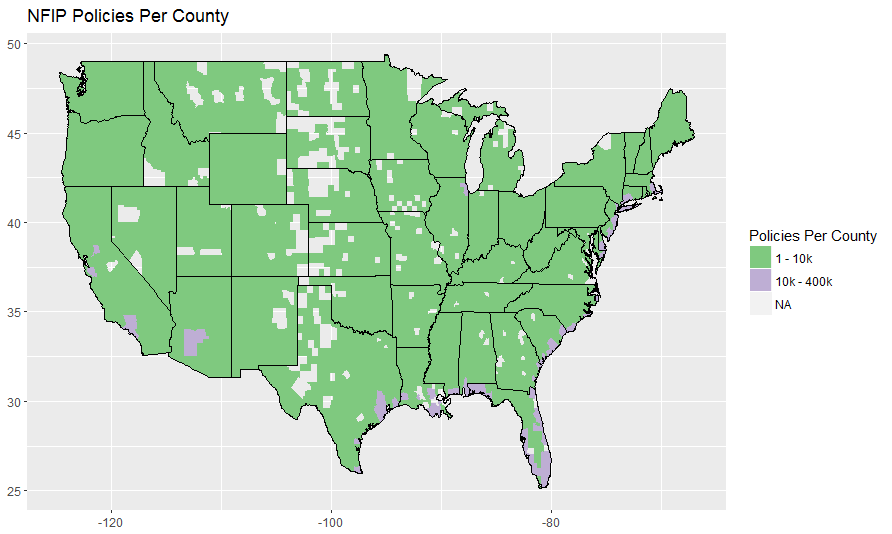 NFIP Policies Per County
50
45
40
35
30
25
-120
-100
-80
Policies Per County
1 - 10k
10k - 400k
NA